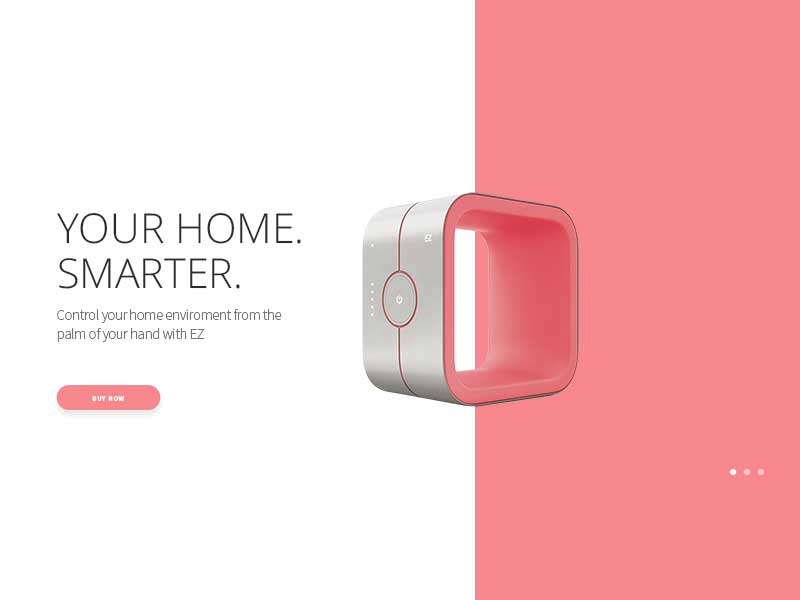 YOUR HOME.
SMARTER.
Control your home enviroment from the
palm of your hand with EZ
BUY NOW
EZ